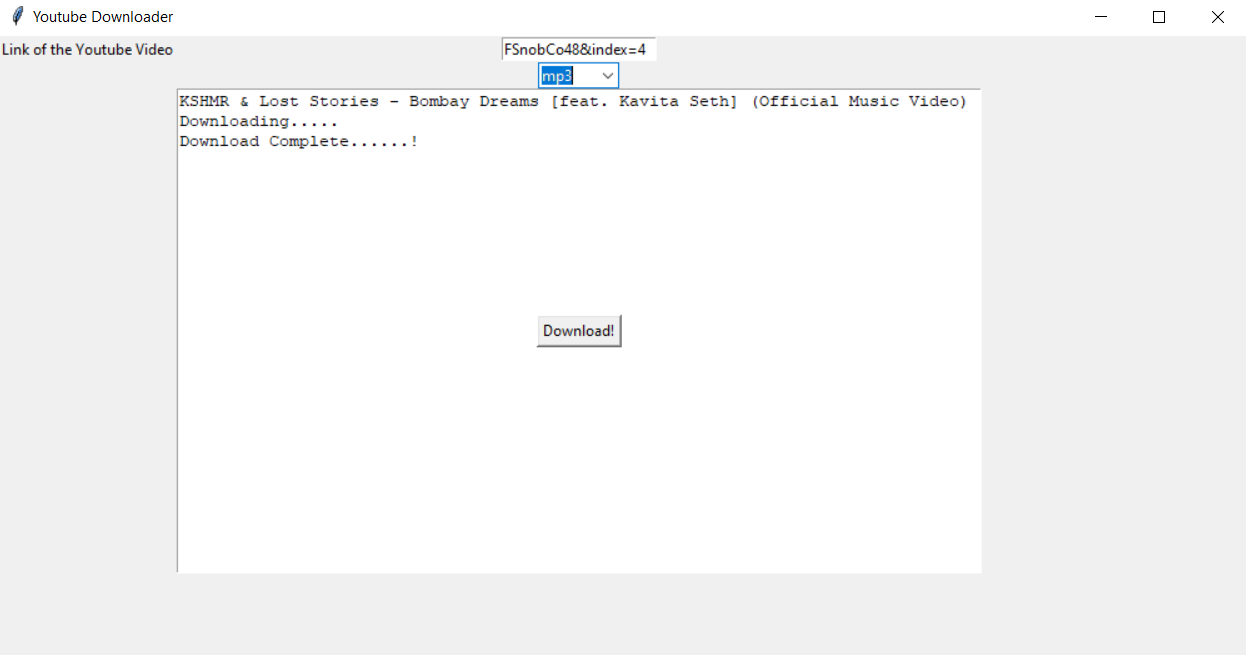 Youtube Downloader
Link of the Youtube Video
FSnobCo48&index=4
mp3
KSHMR & Lost Stories - Bombay Dreams [feat. Kavita Seth] (Official Music Video)
Downloading.....
Download Complete......!
Download!